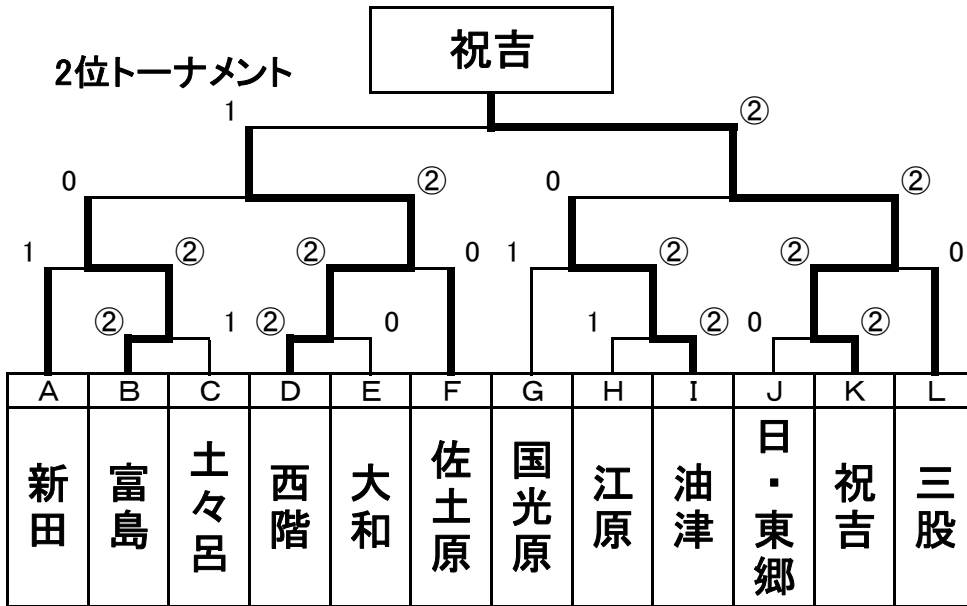 祝吉
2位トーナメント
1 ②
0 ② 0 ②
1 ② ② 0 1 ② ② 0
② 1 ② 0 1 ② 0 ②
A B C D E F G H I J K L
新田 富島 土々呂 西階 大和 佐土原 国光原 江原 油津 日・東郷 祝吉 三股